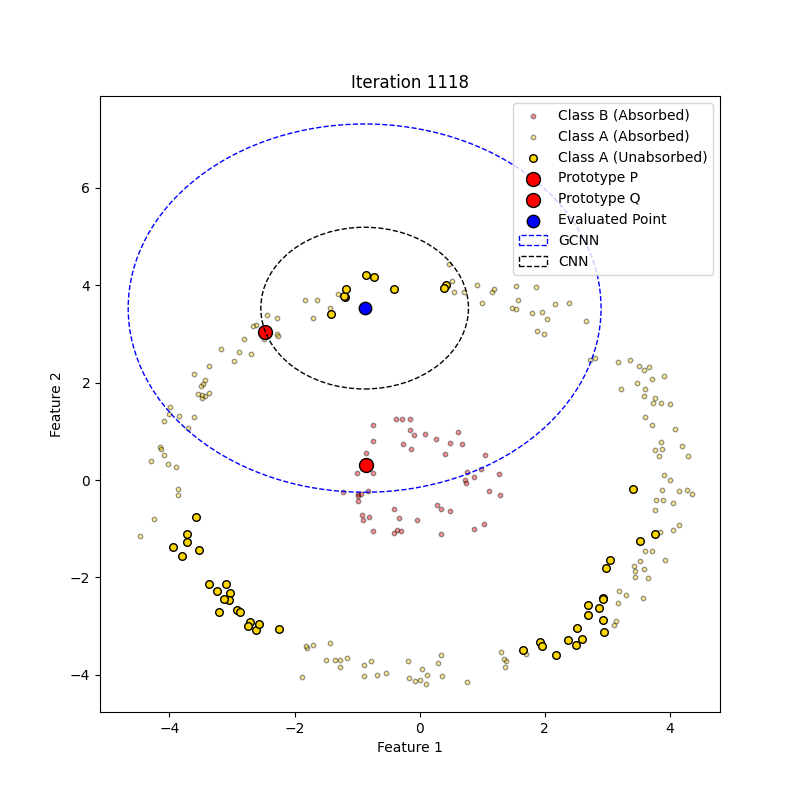 Iteration 1118
Class B (Absorbed)
Class A (Absorbed)
Class A (Unabsorbed)
Prototype P
Prototype Q
Evaluated Point
GCNN
CNN
6
4
2
0
−2
−4
Feature 2
−4
−2
0
2
4
Feature 1